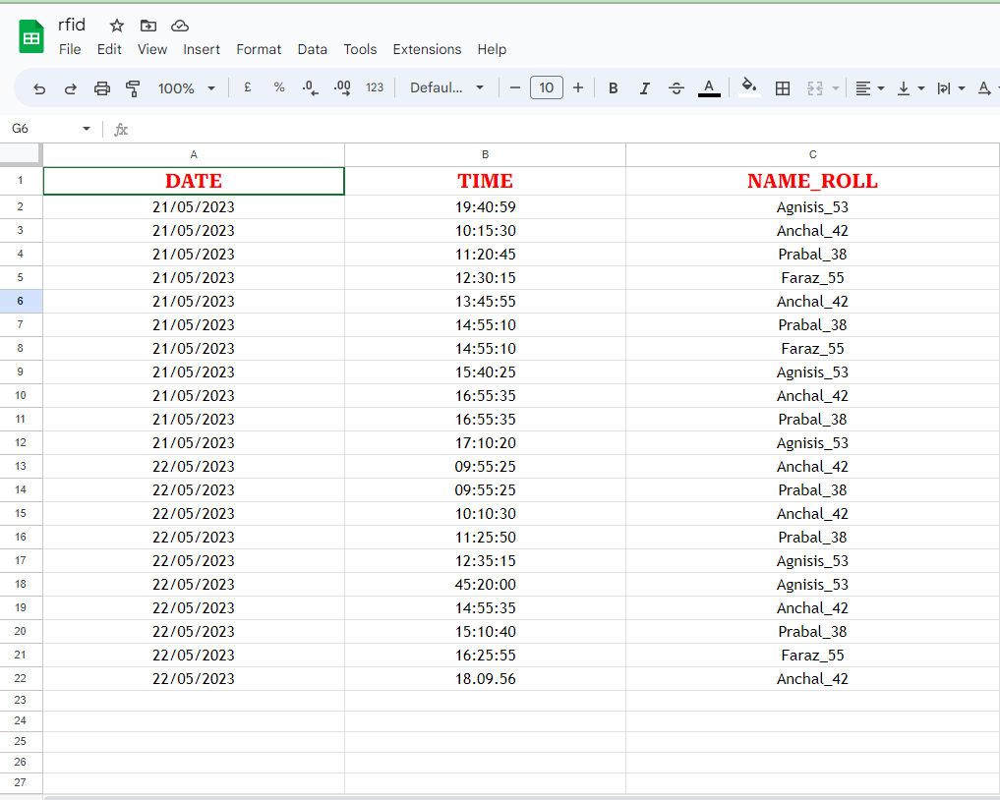 rfid
File Edit View Insert Format Data Tools Extensions Help
100% £ % .0 .00 123 Defaul... − 10 + B I S A A
G6 fx
A B C
1 DATE TIME NAME_ROLL
2 21/05/2023 19:40:59 Agnisis_53
3 21/05/2023 10:15:30 Anchal_42
4 21/05/2023 11:20:45 Prabal_38
5 21/05/2023 12:30:15 Faraz_55
6 21/05/2023 13:45:55 Anchal_42
7 21/05/2023 14:55:10 Prabal_38
8 21/05/2023 14:55:10 Faraz_55
9 21/05/2023 15:40:25 Agnisis_53
10 21/05/2023 16:55:35 Anchal_42
11 21/05/2023 16:55:35 Prabal_38
12 21/05/2023 17:10:20 Agnisis_53
13 22/05/2023 09:55:25 Anchal_42
14 22/05/2023 09:55:25 Prabal_38
15 22/05/2023 10:10:30 Anchal_42
16 22/05/2023 11:25:50 Prabal_38
17 22/05/2023 12:35:15 Agnisis_53
18 22/05/2023 45:20:00 Agnisis_53
19 22/05/2023 14:55:35 Anchal_42
20 22/05/2023 15:10:40 Prabal_38
21 22/05/2023 16:25:55 Faraz_55
22 22/05/2023 18.09.56 Anchal_42
23
24
25
26
27